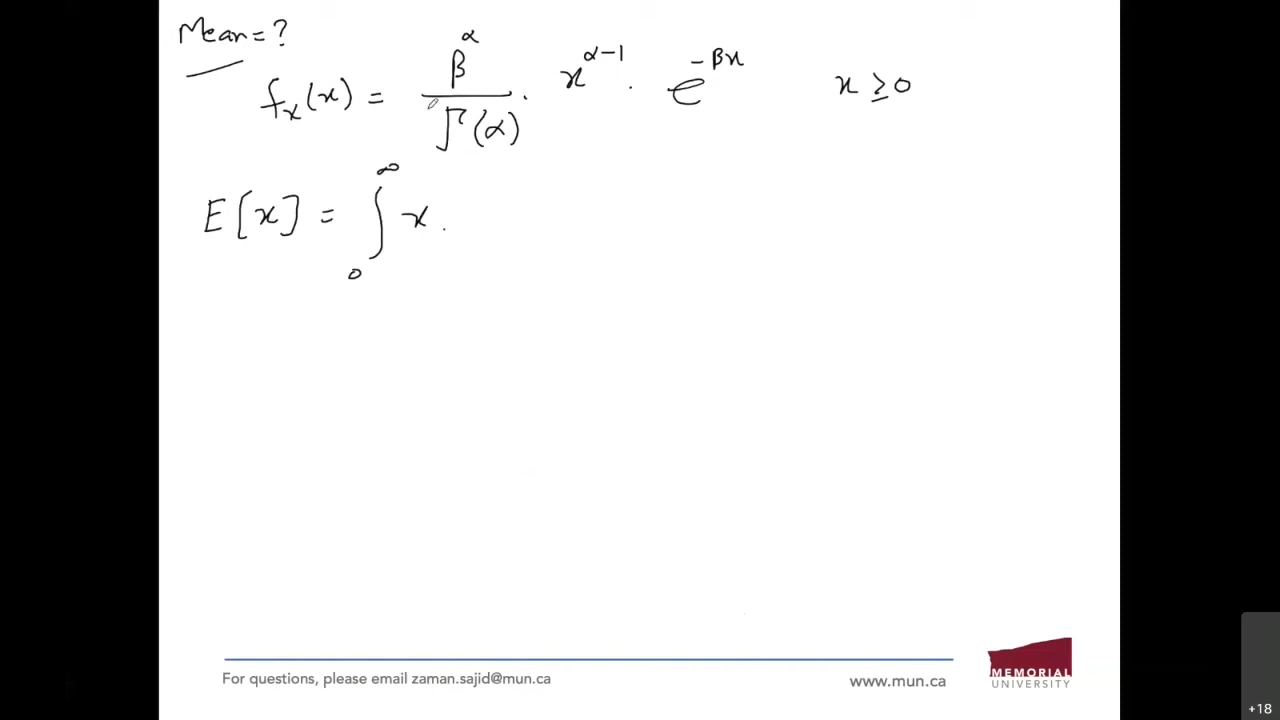 Mean = ?
f_x(x) = β^α / Γ(α) · x^(α-1) · e^(-βx) x ≥ 0
E[x] = ∫_0^∞ x .
For questions, please email zaman.sajid@mun.ca
www.mun.ca
MEMORIAL
UNIVERSITY
+18